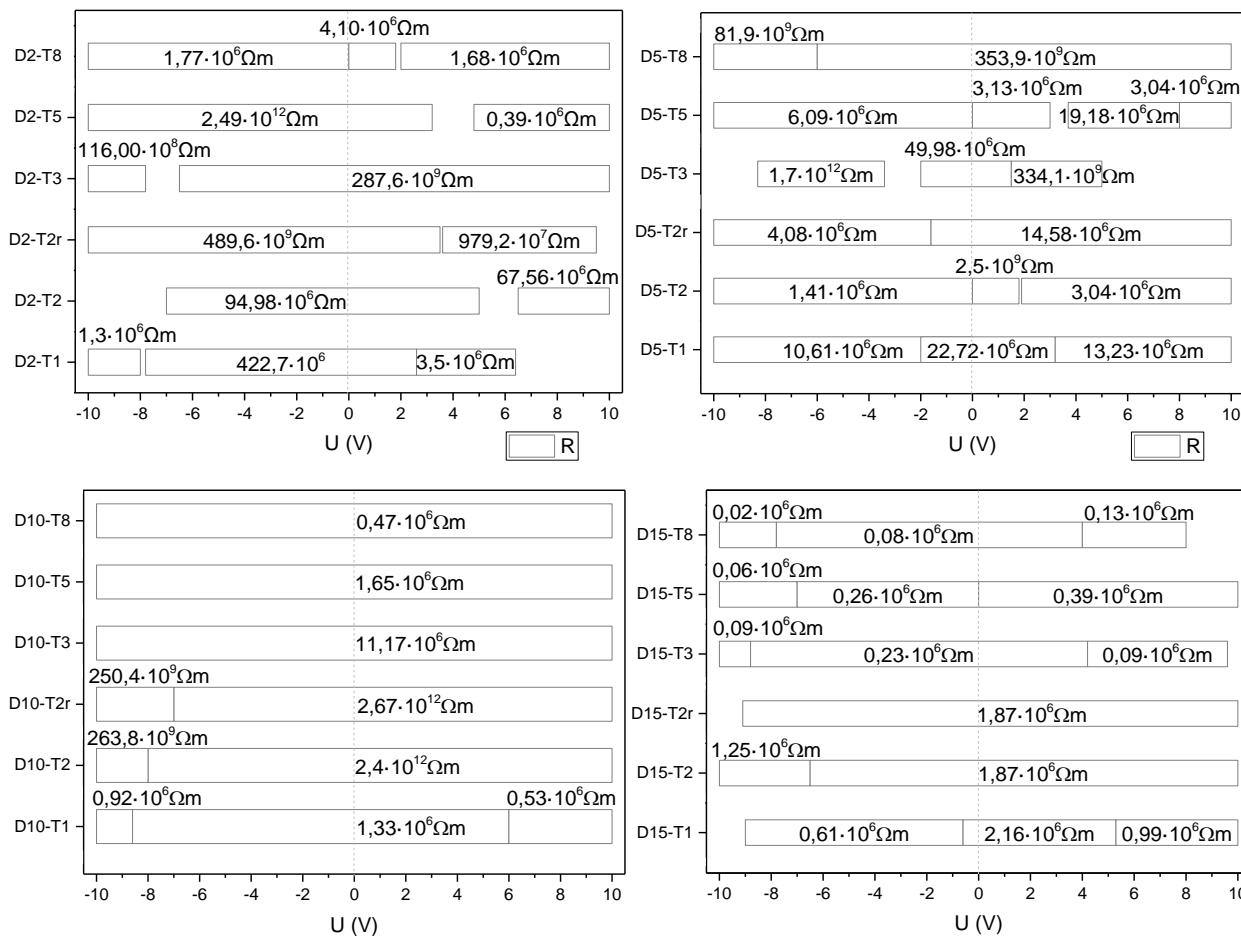 4,10·10⁶Ωm
D2-T8 1,77·10⁶Ωm 1,68·10⁶Ωm
D2-T5 2,49·10¹²Ωm 0,39·10⁶Ωm
116,00·10⁸Ωm
D2-T3 287,6·10⁹Ωm
D2-T2r 489,6·10⁹Ωm 979,2·10⁷Ωm
67,56·10⁶Ωm
D2-T2 94,98·10⁶Ωm
1,3·10⁶Ωm
D2-T1 422,7·10⁶ 3,5·10⁶Ωm
-10 -8 -6 -4 -2 0 2 4 6 8 10
U (V)
R
81,9·10⁹Ωm
D5-T8 353,9·10⁹Ωm
3,13·10⁶Ωm 3,04·10⁶Ωm
D5-T5 6,09·10⁶Ωm 19,18·10⁶Ωm
49,98·10⁶Ωm
D5-T3 1,7·10¹²Ωm 334,1·10⁹Ωm
D5-T2r 4,08·10⁶Ωm 14,58·10⁶Ωm
2,5·10⁹Ωm
D5-T2 1,41·10⁶Ωm 3,04·10⁶Ωm
D5-T1 10,61·10⁶Ωm 22,72·10⁶Ωm 13,23·10⁶Ωm
-10 -8 -6 -4 -2 0 2 4 6 8 10
U (V)
R
D10-T8 0,47·10⁶Ωm
D10-T5 1,65·10⁶Ωm
D10-T3 11,17·10⁶Ωm
250,4·10⁹Ωm
D10-T2r 2,67·10¹²Ωm
263,8·10⁹Ωm
D10-T2 2,4·10¹²Ωm
0,92·10⁶Ωm 0,53·10⁶Ωm
D10-T1 1,33·10⁶Ωm
-10 -8 -6 -4 -2 0 2 4 6 8 10
U (V)
0,02·10⁶Ωm 0,13·10⁶Ωm
D15-T8 0,08·10⁶Ωm
0,06·10⁶Ωm
D15-T5 0,26·10⁶Ωm 0,39·10⁶Ωm
0,09·10⁶Ωm
D15-T3 0,23·10⁶Ωm 0,09·10⁶Ωm
D15-T2r 1,87·10⁶Ωm
1,25·10⁶Ωm
D15-T2 1,87·10⁶Ωm
D15-T1 0,61·10⁶Ωm 2,16·10⁶Ωm 0,99·10⁶Ωm
-10 -8 -6 -4 -2 0 2 4 6 8 10
U (V)